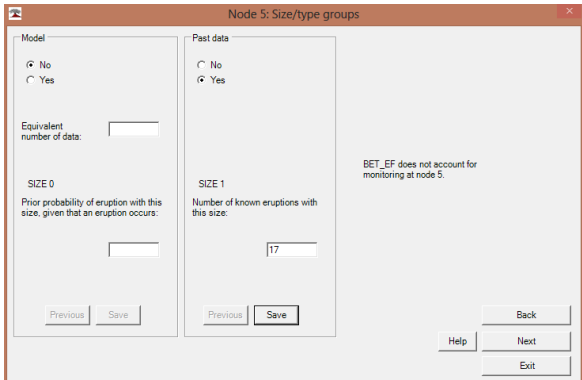 Node 5: Size/type groups
Model
No
Yes
Equivalent
number of data:
SIZE 0
Prior probability of eruption with this
size, given that an eruption occurs:
Previous
Save
Past data
No
Yes
SIZE 1
Number of known eruptions with
this size:
17
Previous
Save
BET_EF does not account for
monitoring at node 5.
Back
Help
Next
Exit